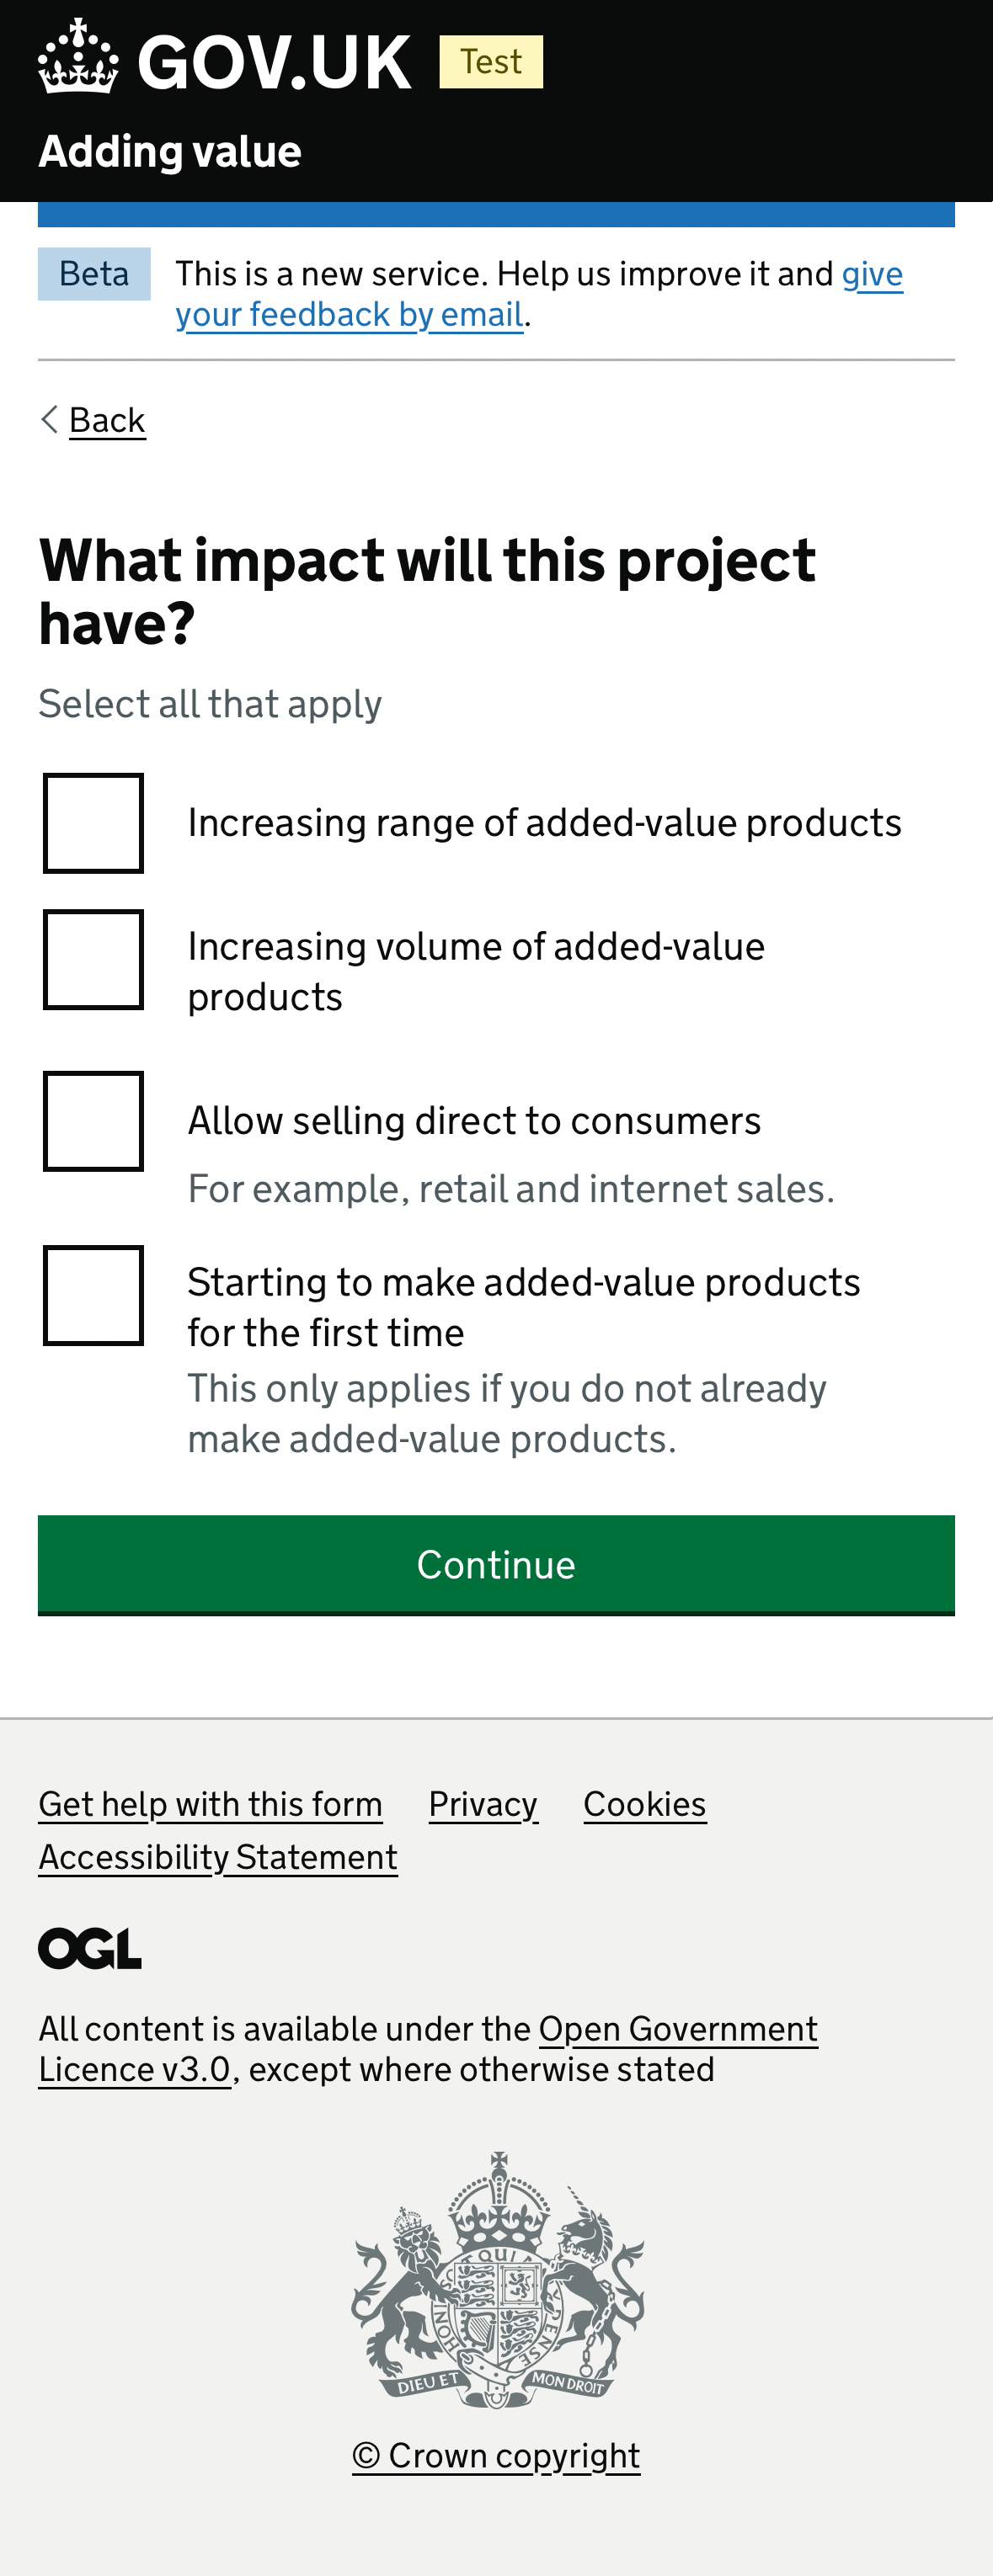 GOV.UK Test
Adding value
Beta This is a new service. Help us improve it and give
your feedback by email.
Back
What impact will this project
have?
Select all that apply
Increasing range of added-value products
Increasing volume of added-value
products
Allow selling direct to consumers
For example, retail and internet sales.
Starting to make added-value products
for the first time
This only applies if you do not already
make added-value products.
Continue
Get help with this form Privacy Cookies
Accessibility Statement
OGL
All content is available under the Open Government
Licence v3.0, except where otherwise stated
DIEU ET MON DROIT
© Crown copyright